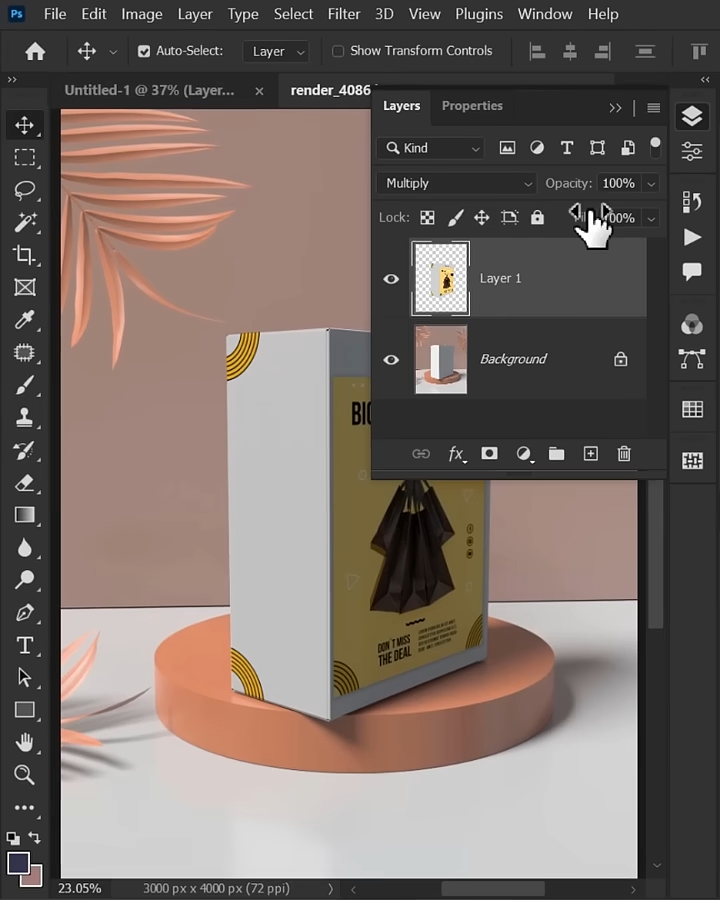 Ps File Edit Image Layer Type Select Filter 3D View Plugins Window Help
Auto-Select: Layer Show Transform Controls
Untitled-1 @ 37% (Layer... × render_4086
Layers Properties
Kind
Multiply Opacity: 100%
Lock: 100%
Layer 1
Background
fx
DON'T MISS
THE DEAL
23.05% 3000 px x 4000 px (72 ppi)